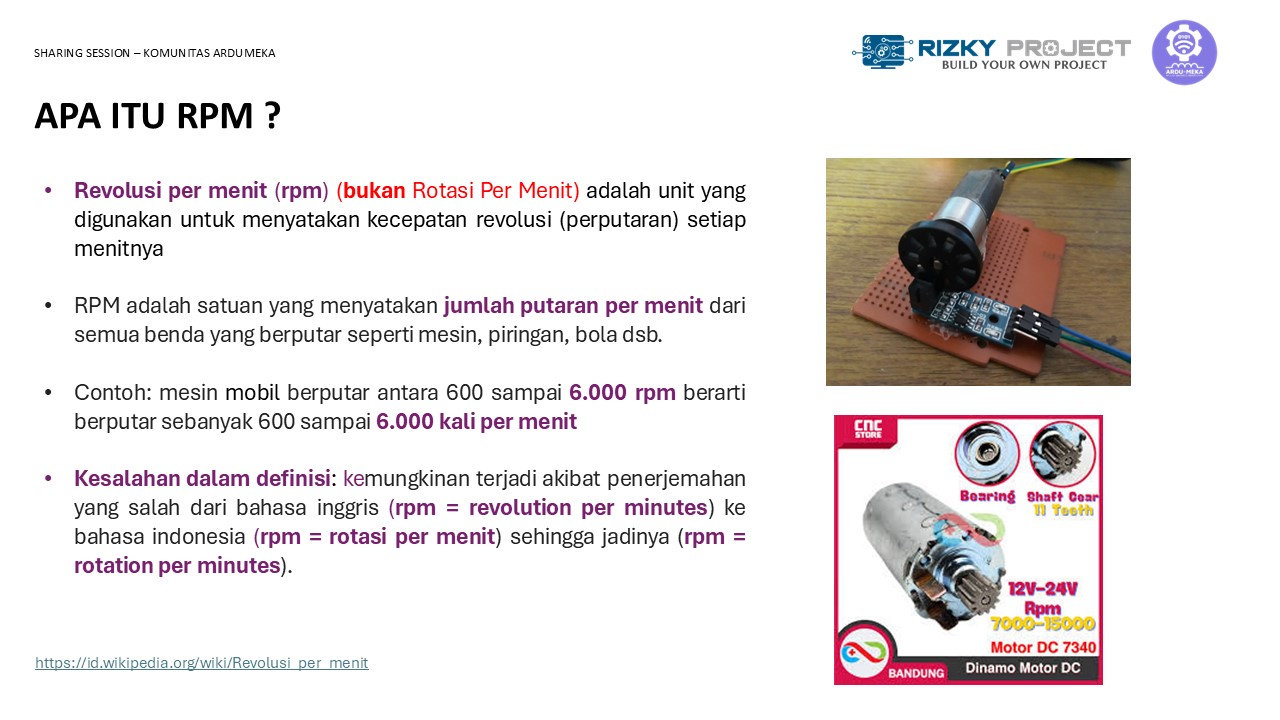 SHARING SESSION – KOMUNITAS ARDUMEKA
RIZKY PROJECT
BUILD YOUR OWN PROJECT
0101
ARDU-MEKA
APA ITU RPM ?
• Revolusi per menit (rpm) (bukan Rotasi Per Menit) adalah unit yang
digunakan untuk menyatakan kecepatan revolusi (perputaran) setiap
menitnya
• RPM adalah satuan yang menyatakan jumlah putaran per menit dari
semua benda yang berputar seperti mesin, piringan, bola dsb.
• Contoh: mesin mobil berputar antara 600 sampai 6.000 rpm berarti
berputar sebanyak 600 sampai 6.000 kali per menit
• Kesalahan dalam definisi: kemungkinan terjadi akibat penerjemahan
yang salah dari bahasa inggris (rpm = revolution per minutes) ke
bahasa indonesia (rpm = rotasi per menit) sehingga jadinya (rpm =
rotation per minutes).
https://id.wikipedia.org/wiki/Revolusi_per_menit
CNC
STORE
Bearing
Shaft Gear
11 Teeth
12V-24V
Rpm
7000-15000
Motor DC 7340
BANDUNG
Dinamo Motor DC